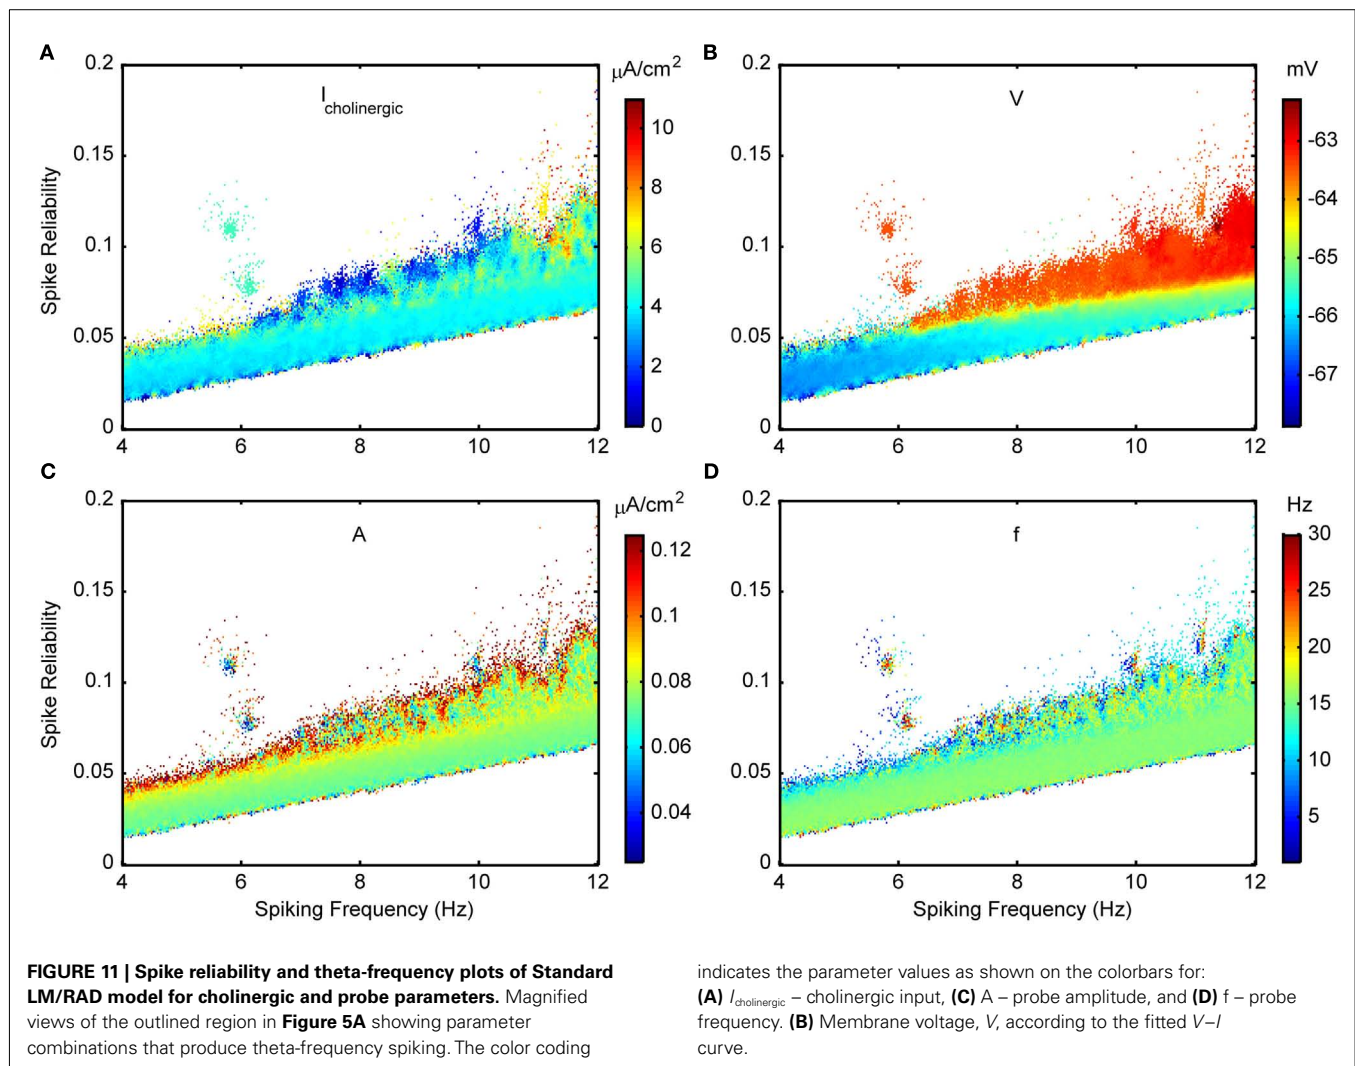 A
0.2
0.15
0.1
0.05
0
Spike Reliability
I cholinergic
4 6 8 10 12
μA/cm2
10
8
6
4
2
0
B
0.2
0.15
0.1
0.05
0
V
4 6 8 10 12
mV
-63
-64
-65
-66
-67
C
0.2
0.15
0.1
0.05
0
Spike Reliability
A
4 6 8 10 12
Spiking Frequency (Hz)
μA/cm2
0.12
0.1
0.08
0.06
0.04
D
0.2
0.15
0.1
0.05
0
f
4 6 8 10 12
Spiking Frequency (Hz)
Hz
30
25
20
15
10
5
FIGURE 11 | Spike reliability and theta-frequency plots of Standard
LM/RAD model for cholinergic and probe parameters. Magnified
views of the outlined region in Figure 5A showing parameter
combinations that produce theta-frequency spiking. The color coding
indicates the parameter values as shown on the colorbars for:
(A) Icholinergic – cholinergic input, (C) A – probe amplitude, and (D) f – probe
frequency. (B) Membrane voltage, V, according to the fitted V–I
curve.